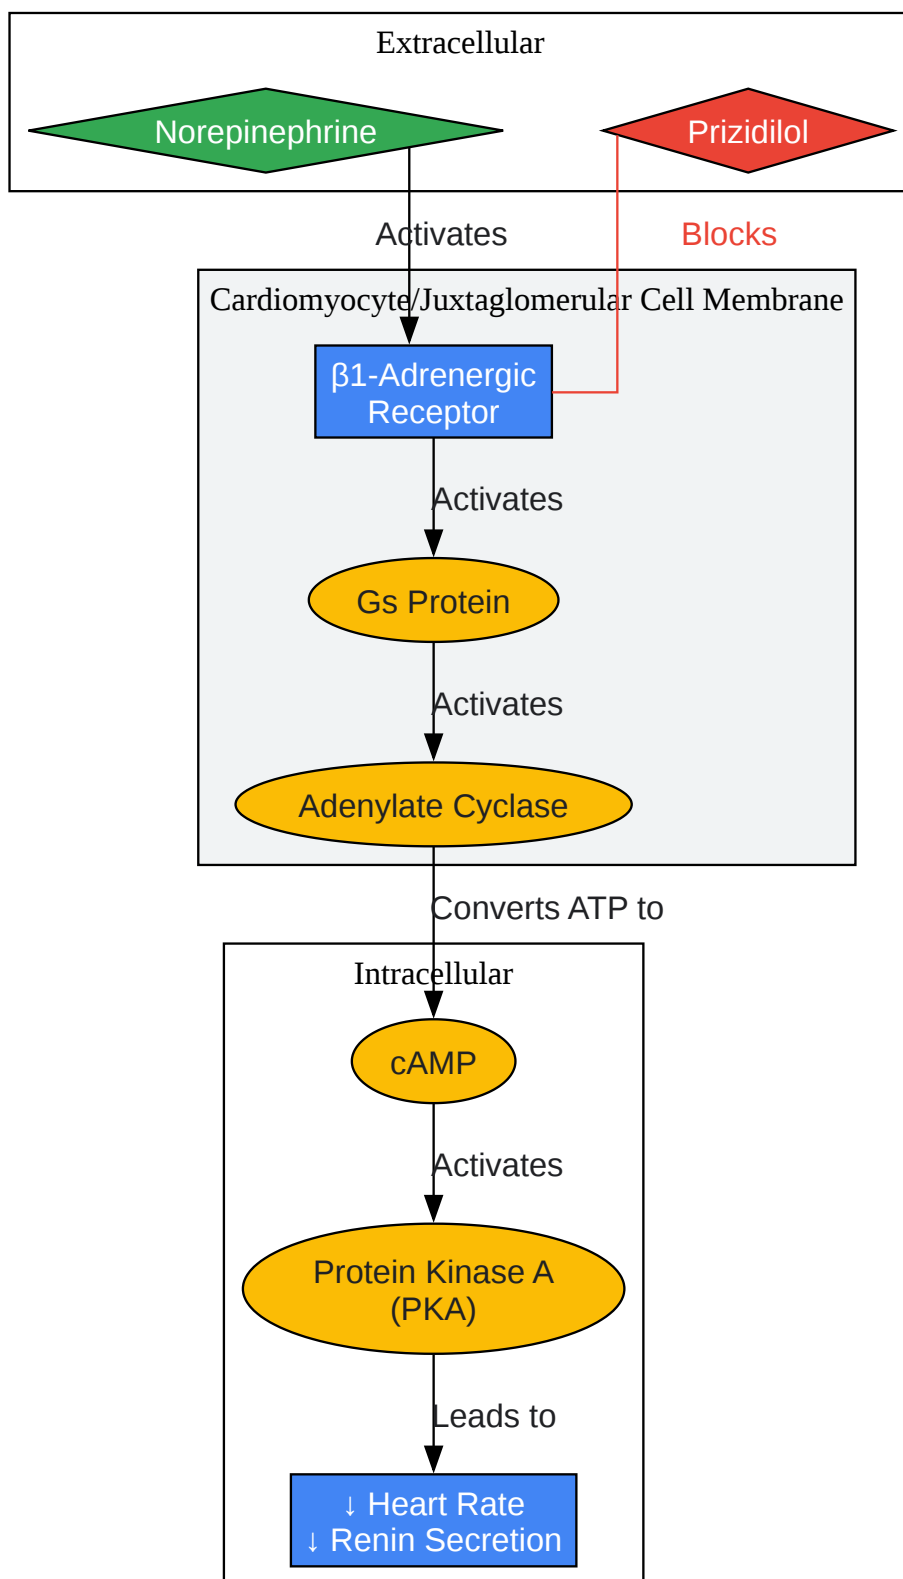 Extracellular
Norepinephrine
Prizidilol
Activates
Blocks
Cardiomyocyte/Juxtaglomerular Cell Membrane
β1-Adrenergic
Receptor
Activates
Gs Protein
Activates
Adenylate Cyclase
Converts ATP to
Intracellular
cAMP
Activates
Protein Kinase A
(PKA)
Leads to
↓ Heart Rate
↓ Renin Secretion